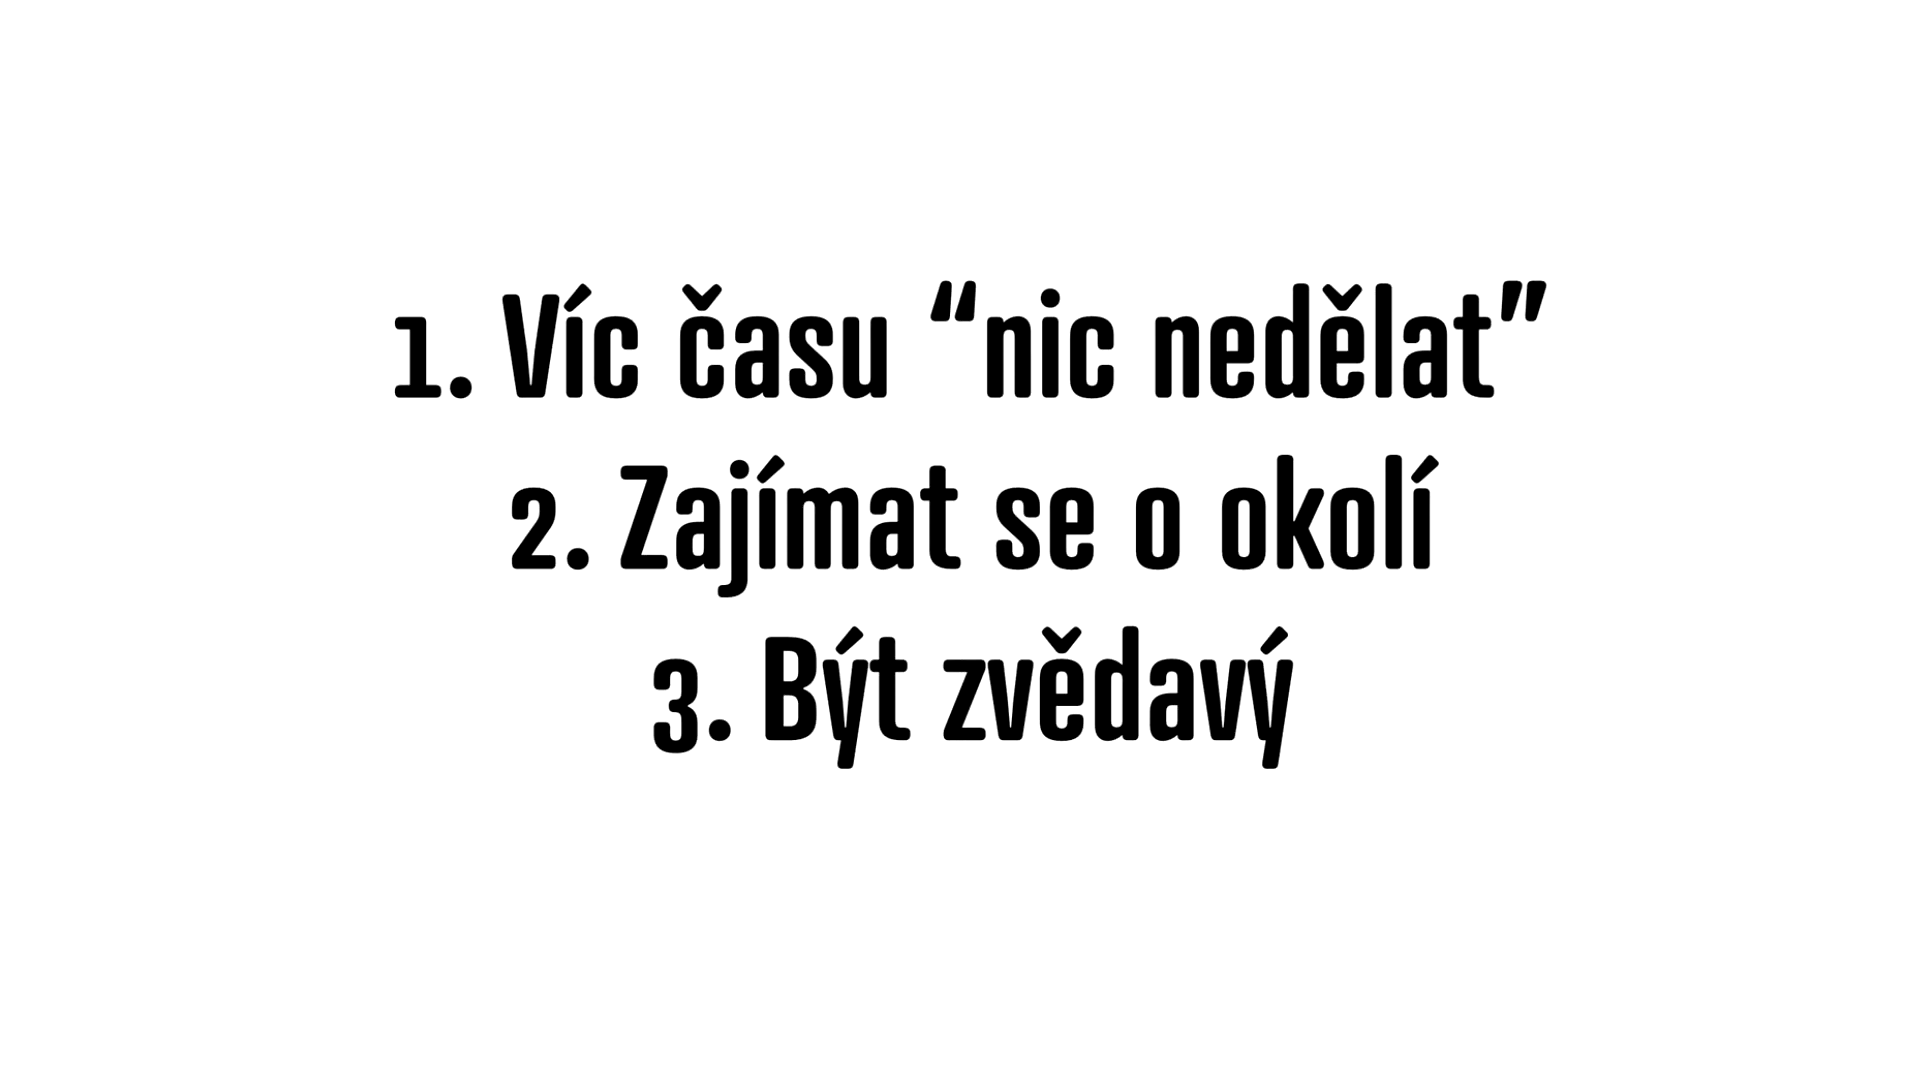 1. Víc času “nic nedělat”
2. Zajímat se o okolí
3. Být zvědavý